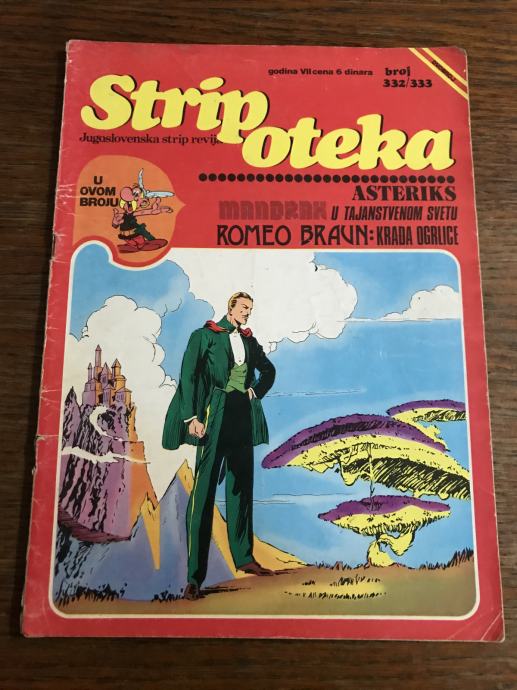 godina VII cena 6 dinara
broj
332/333
Strip
oteka
Jugoslovenska strip revija
U
OVOM
BROJU
ASTERIKS
MANDRAK U TAJANSTVENOM SVETU
ROMEO BRAUN: KRAĐA OGRLICE